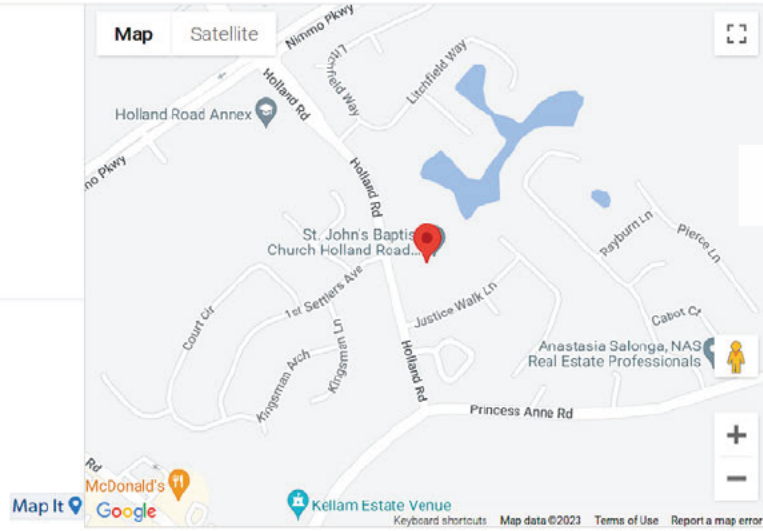 Map
Satellite
Nimmo Pkwy
Litchfield Way
Litchfield Way
Holland Rd
Holland Road Annex
mo Pkwy
Holland Rd
St. John's Baptis
Church Holland Road...
Rayburn Ln
Pierce Ln
1st Settlers Ave
Justice Walk Ln
Court Cir
Kingsman Ln
Cabot Cr
Anastasia Salonga, NAS
Real Estate Professionals
Holland Rd
Kingsman Arch
Princess Anne Rd
Rd
McDonald's
Map It
Google
Kellam Estate Venue
Keyboard shortcuts
Map data ©2023
Terms of Use
Report a map error